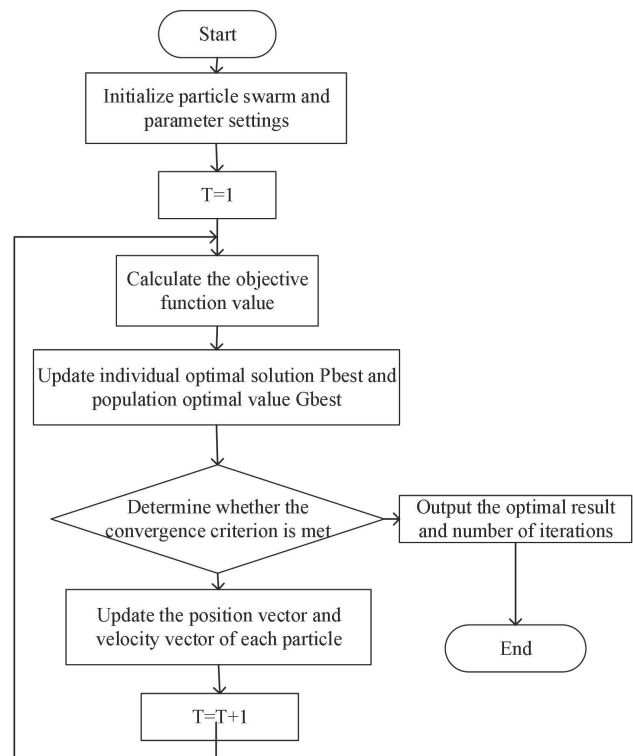 Start
Initialize particle swarm and
parameter settings
T=1
Calculate the objective
function value
Update individual optimal solution Pbest and
population optimal value Gbest
Determine whether the
convergence criterion is met
Output the optimal result
and number of iterations
Update the position vector and
velocity vector of each particle
End
T=T+1